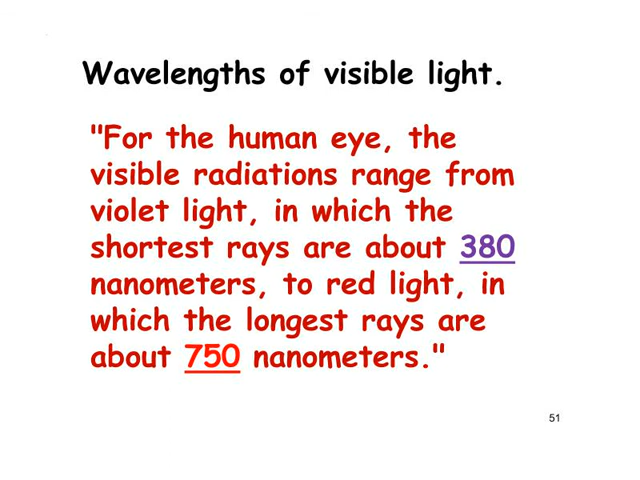 Wavelengths of visible light.
"For the human eye, the
visible radiations range from
violet light, in which the
shortest rays are about 380
nanometers, to red light, in
which the longest rays are
about 750 nanometers."
51